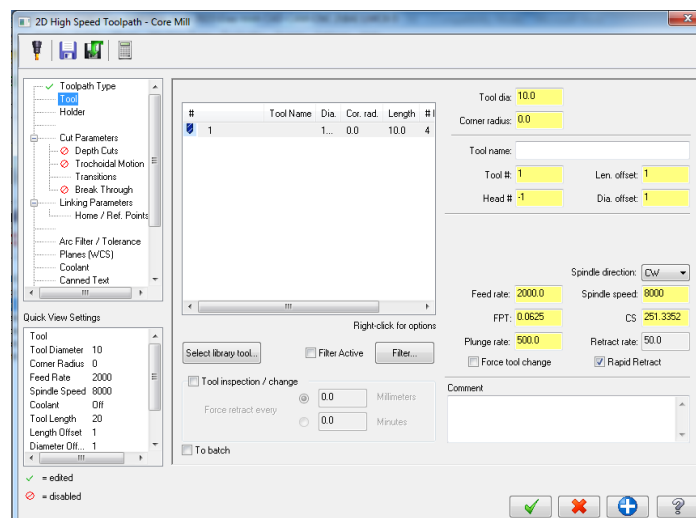 2D High Speed Toolpath - Core Mill
Toolpath Type
Tool
Holder
Cut Parameters
Depth Cuts
Trochoidal Motion
Transitions
Break Through
Linking Parameters
Home / Ref. Points
Arc Filter / Tolerance
Planes (WCS)
Coolant
Canned Text
Quick View Settings
Tool
Tool Diameter 10
Corner Radius 0
Feed Rate 2000
Spindle Speed 8000
Coolant Off
Tool Length 20
Length Offset 1
Diameter Off... 1
= edited
= disabled
# Tool Name Dia. Cor. rad. Length # I
1 1... 0.0 10.0 4
Right-click for options
Select library tool...
Filter Active
Filter...
Tool inspection / change
Force retract every
0.0 Millimeters
0.0 Minutes
To batch
Tool dia: 10.0
Corner radius: 0.0
Tool name:
Tool #: 1 Len. offset: 1
Head # -1 Dia. offset: 1
Spindle direction: CW
Feed rate: 2000.0 Spindle speed: 8000
FPT: 0.0625 CS 251.3352
Plunge rate: 500.0 Retract rate: 50.0
Force tool change Rapid Retract
Comment